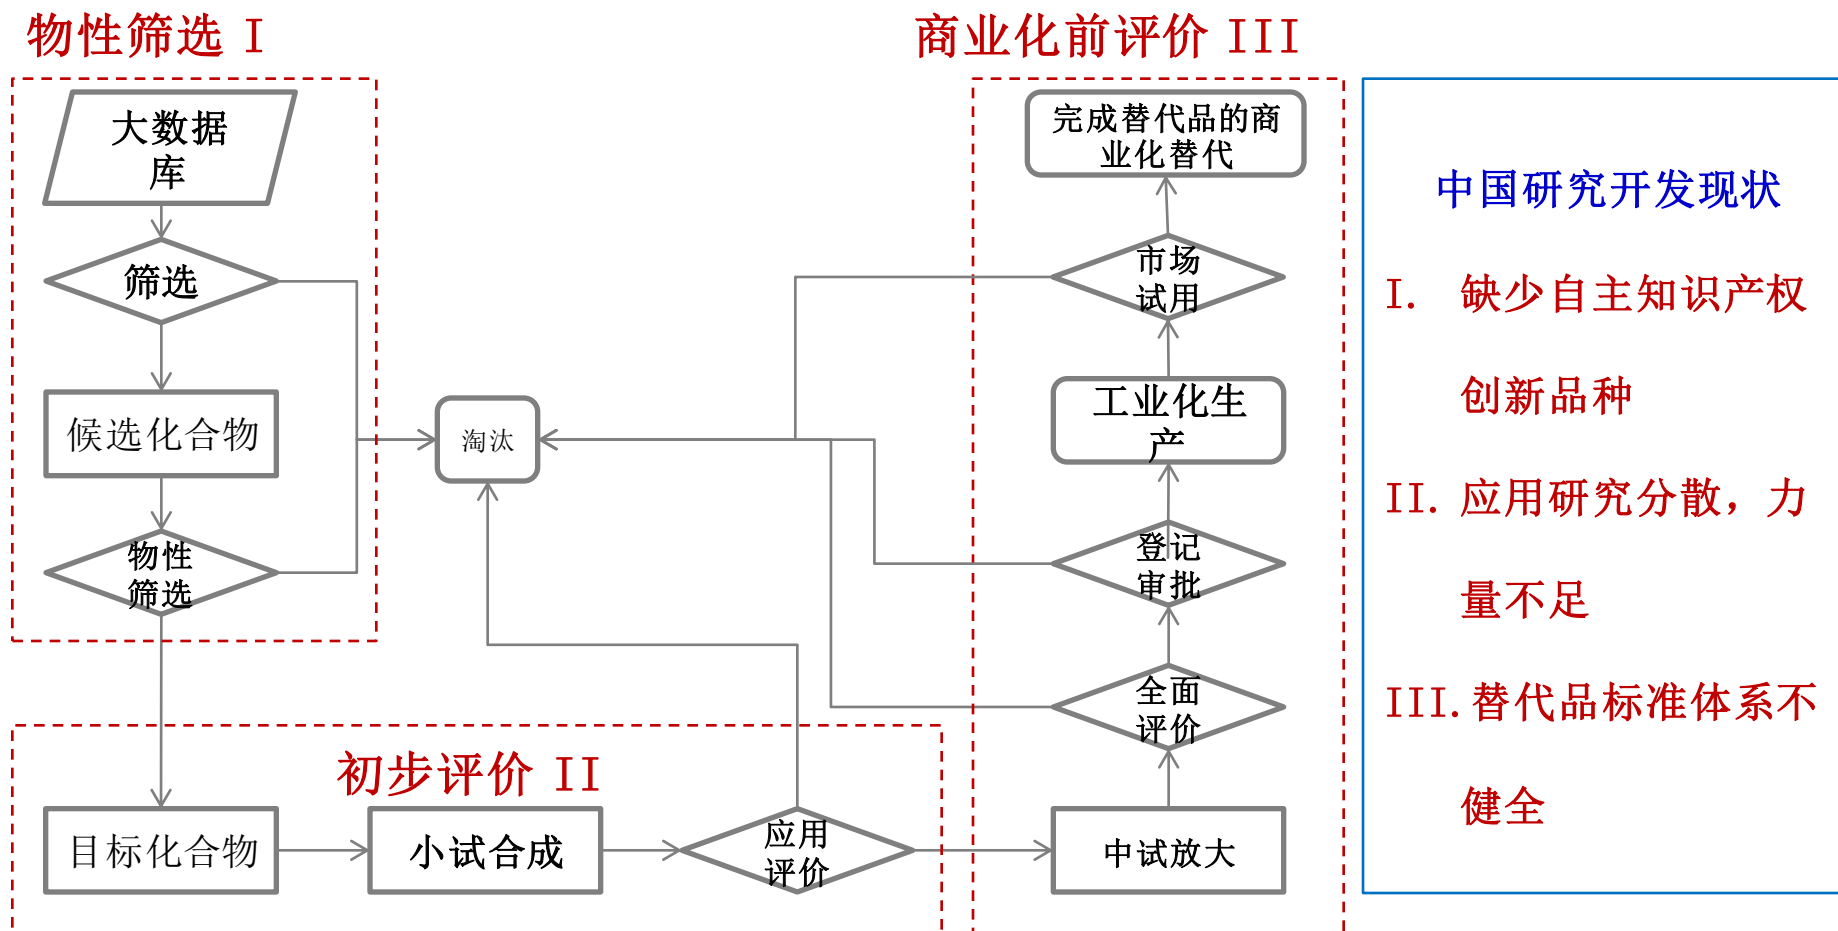 物性筛选 I
大数据
库
筛选
候选化合物
物性
筛选
淘汰
初步评价 II
目标化合物
小试合成
应用
评价
商业化前评价 III
完成替代品的商
业化替代
市场
试用
工业化生
产
登记
审批
全面
评价
中试放大
中国研究开发现状
I. 缺少自主知识产权
创新品种
II. 应用研究分散，力
量不足
III. 替代品标准体系不
健全